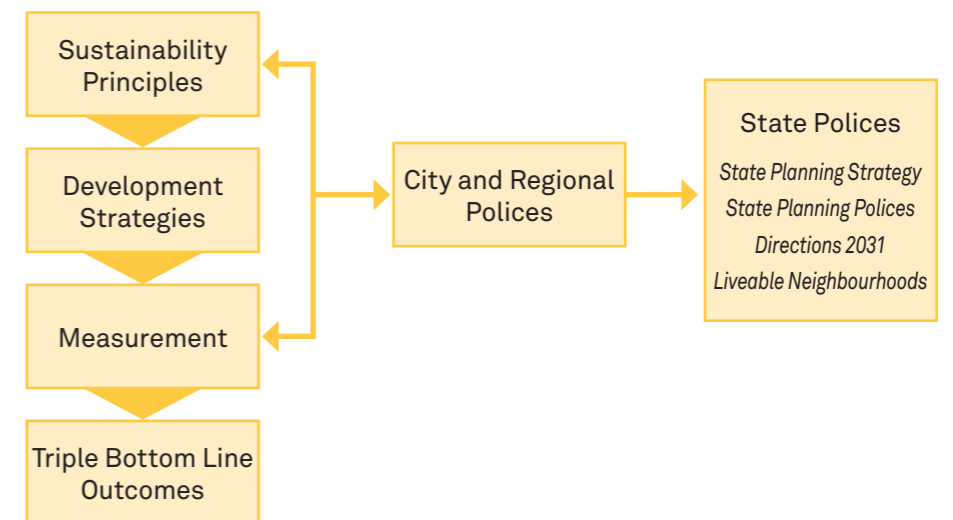 Sustainability
Principles
Development
Strategies
Measurement
Triple Bottom Line
Outcomes
City and Regional
Polices
State Polices
State Planning Strategy
State Planning Polices
Directions 2031
Liveable Neighbourhoods